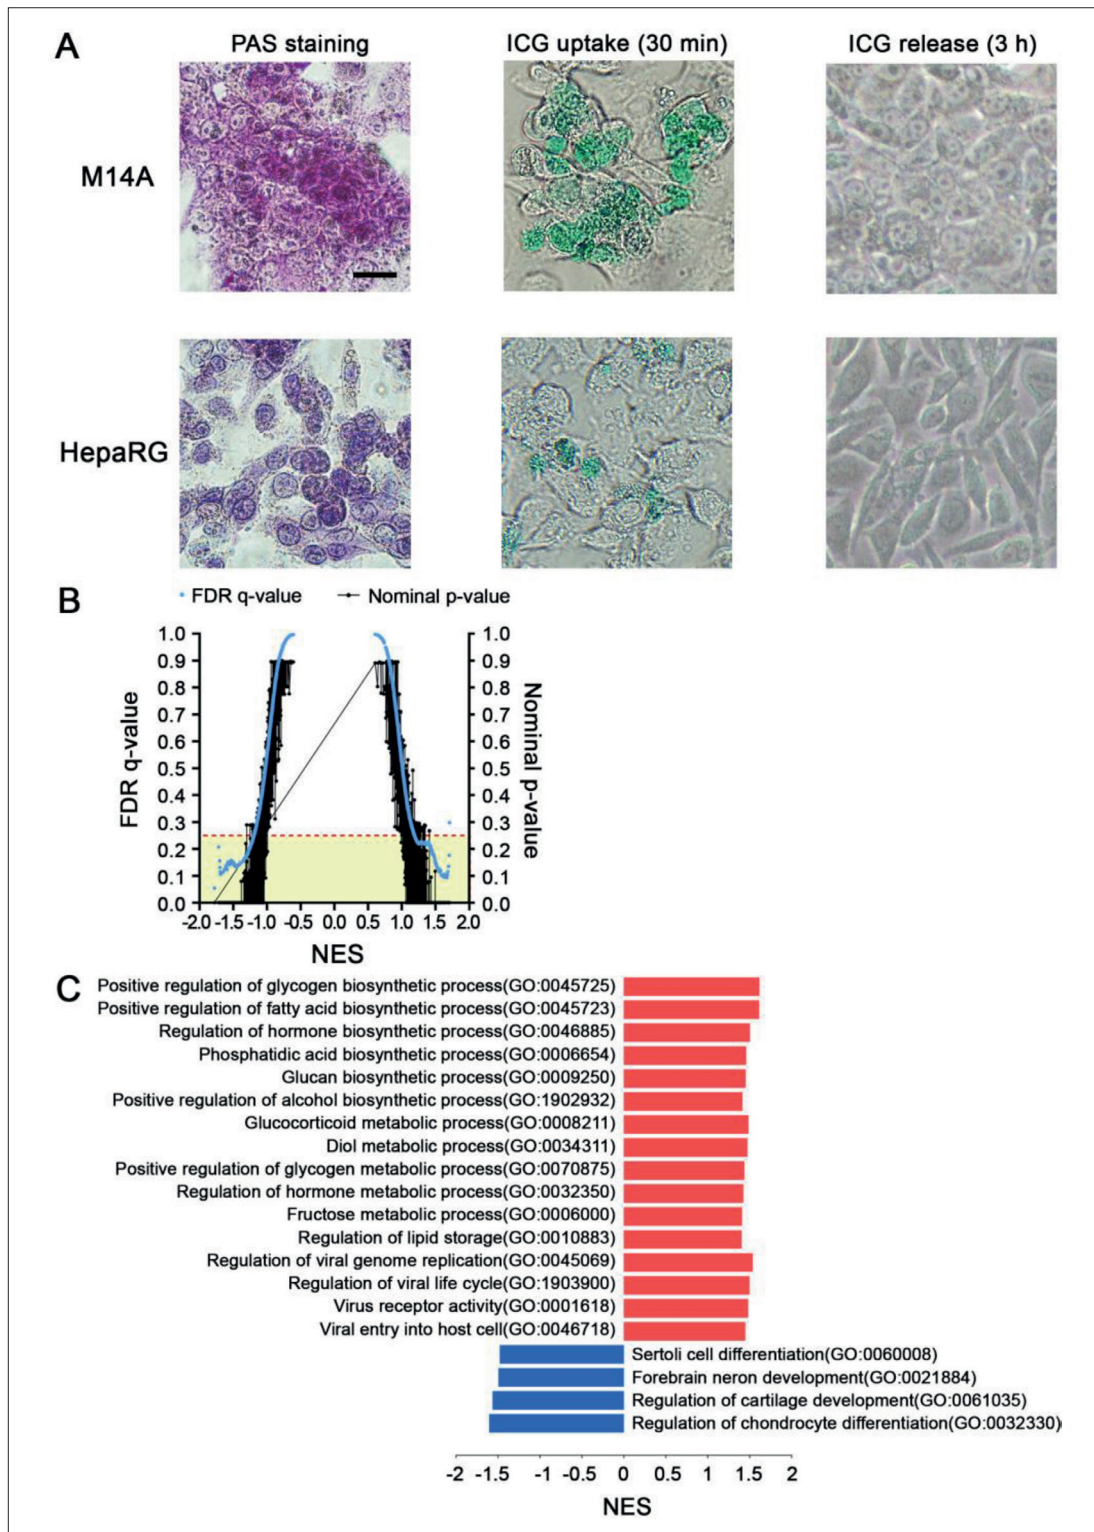 A
PAS staining
ICG uptake (30 min)
ICG release (3 h)
M14A
HepaRG
B
FDR q-value
Nominal p-value
1.0
0.9
0.8
0.7
0.6
0.5
0.4
0.3
0.2
0.1
0.0
FDR q-value
1.0
0.9
0.8
0.7
0.6
0.5
0.4
0.3
0.2
0.1
0.0
Nominal p-value
-2.0 -1.5 -1.0 -0.5 0.0 0.5 1.0 1.5 2.0
NES
C
Positive regulation of glycogen biosynthetic process(GO:0045725)
Positive regulation of fatty acid biosynthetic process(GO:0045723)
Regulation of hormone biosynthetic process(GO:0046885)
Phosphatidic acid biosynthetic process(GO:0006654)
Glucan biosynthetic process(GO:0009250)
Positive regulation of alcohol biosynthetic process(GO:1902932)
Glucocorticoid metabolic process(GO:0008211)
Diol metabolic process(GO:0034311)
Positive regulation of glycogen metabolic process(GO:0070875)
Regulation of hormone metabolic process(GO:0032350)
Fructose metabolic process(GO:0006000)
Regulation of lipid storage(GO:0010883)
Regulation of viral genome replication(GO:0045069)
Regulation of viral life cycle(GO:1903900)
Virus receptor activity(GO:0001618)
Viral entry into host cell(GO:0046718)
Sertoli cell differentiation(GO:0060008)
Forebrain neron development(GO:0021884)
Regulation of cartilage development(GO:0061035)
Regulation of chondrocyte differentiation(GO:0032330)
-2 -1.5 -1 -0.5 0 0.5 1 1.5 2
NES